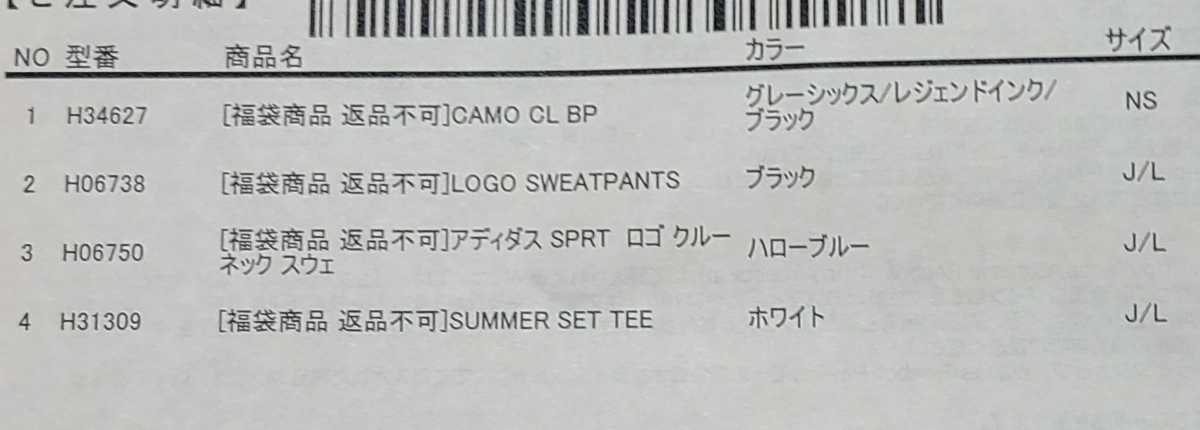 【ご注文明細】
NO 型番 商品名 カラー サイズ
1 H34627 [福袋商品 返品不可]CAMO CL BP グレーシックス/レジェンドインク/ NS
ブラック
2 H06738 [福袋商品 返品不可]LOGO SWEATPANTS ブラック J/L
3 H06750 [福袋商品 返品不可]アディダス SPRT ロゴ クルー ハローブルー J/L
ネック スウェ
4 H31309 [福袋商品 返品不可]SUMMER SET TEE ホワイト J/L